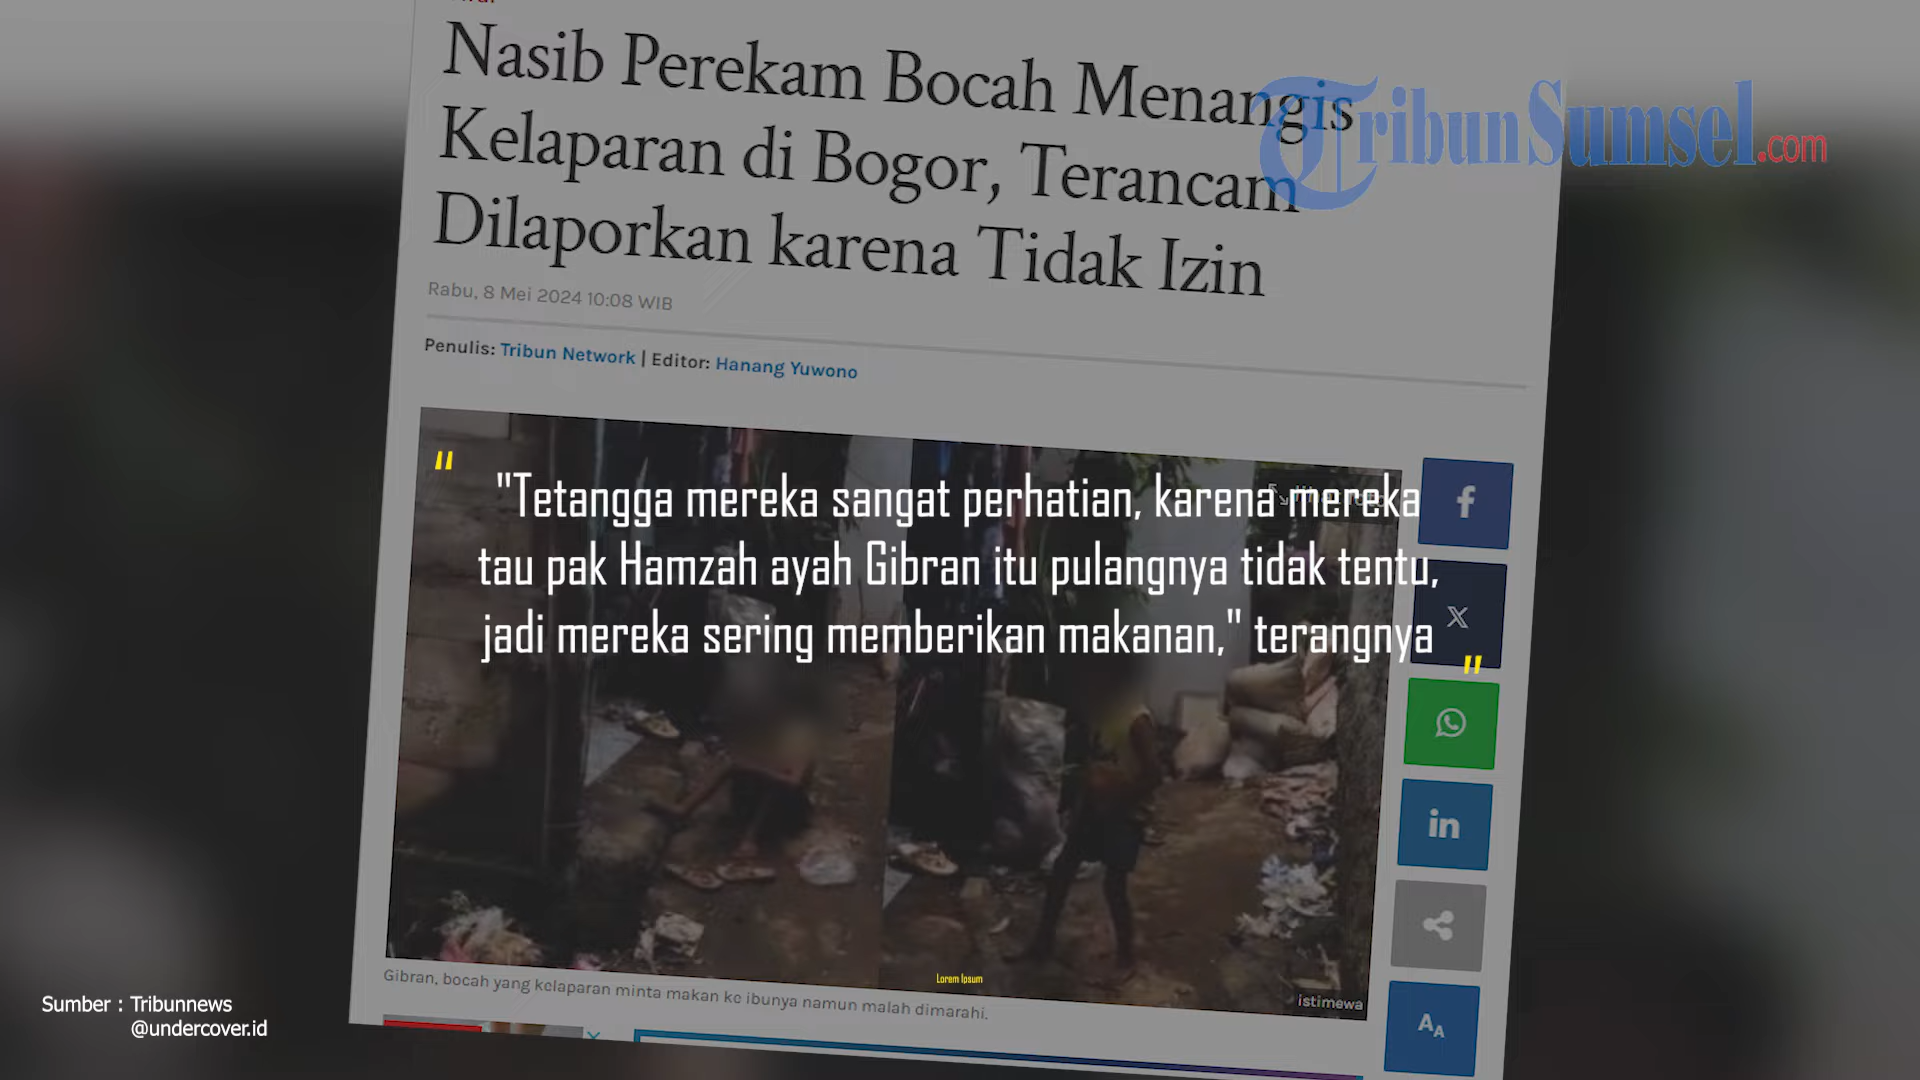 Nasib Perekam Bocah Menangis
Kelaparan di Bogor, Terancam
Dilaporkan karena Tidak Izin
TribunSumsel.com
Rabu, 8 Mei 2024 10:08 WIB
Penulis: Tribun Network | Editor: Hanang Yuwono
"
"Tetangga mereka sangat perhatian, karena mereka
tau pak Hamzah ayah Gibran itu pulangnya tidak tentu,
jadi mereka sering memberikan makanan," terangnya
"
Lorem Ipsum
istimewa
Gibran, bocah yang kelaparan minta makan ke ibunya namun malah dimarahi.
Sumber : Tribunnews
@undercover.id